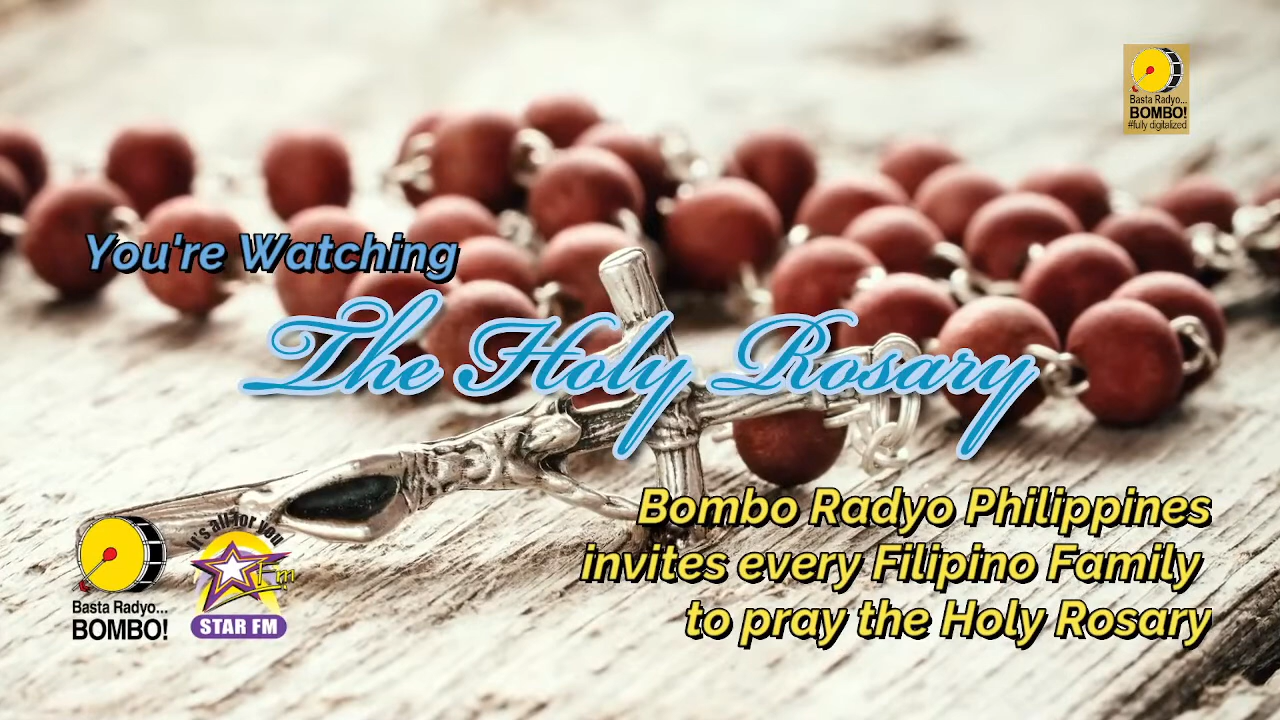 Basta Radyo...
BOMBO!
#fully digitalized
You're Watching
The Holy Rosary
Bombo Radyo Philippines
invites every Filipino Family
to pray the Holy Rosary
Basta Radyo...
BOMBO!
It's all for you
Fm
STAR FM